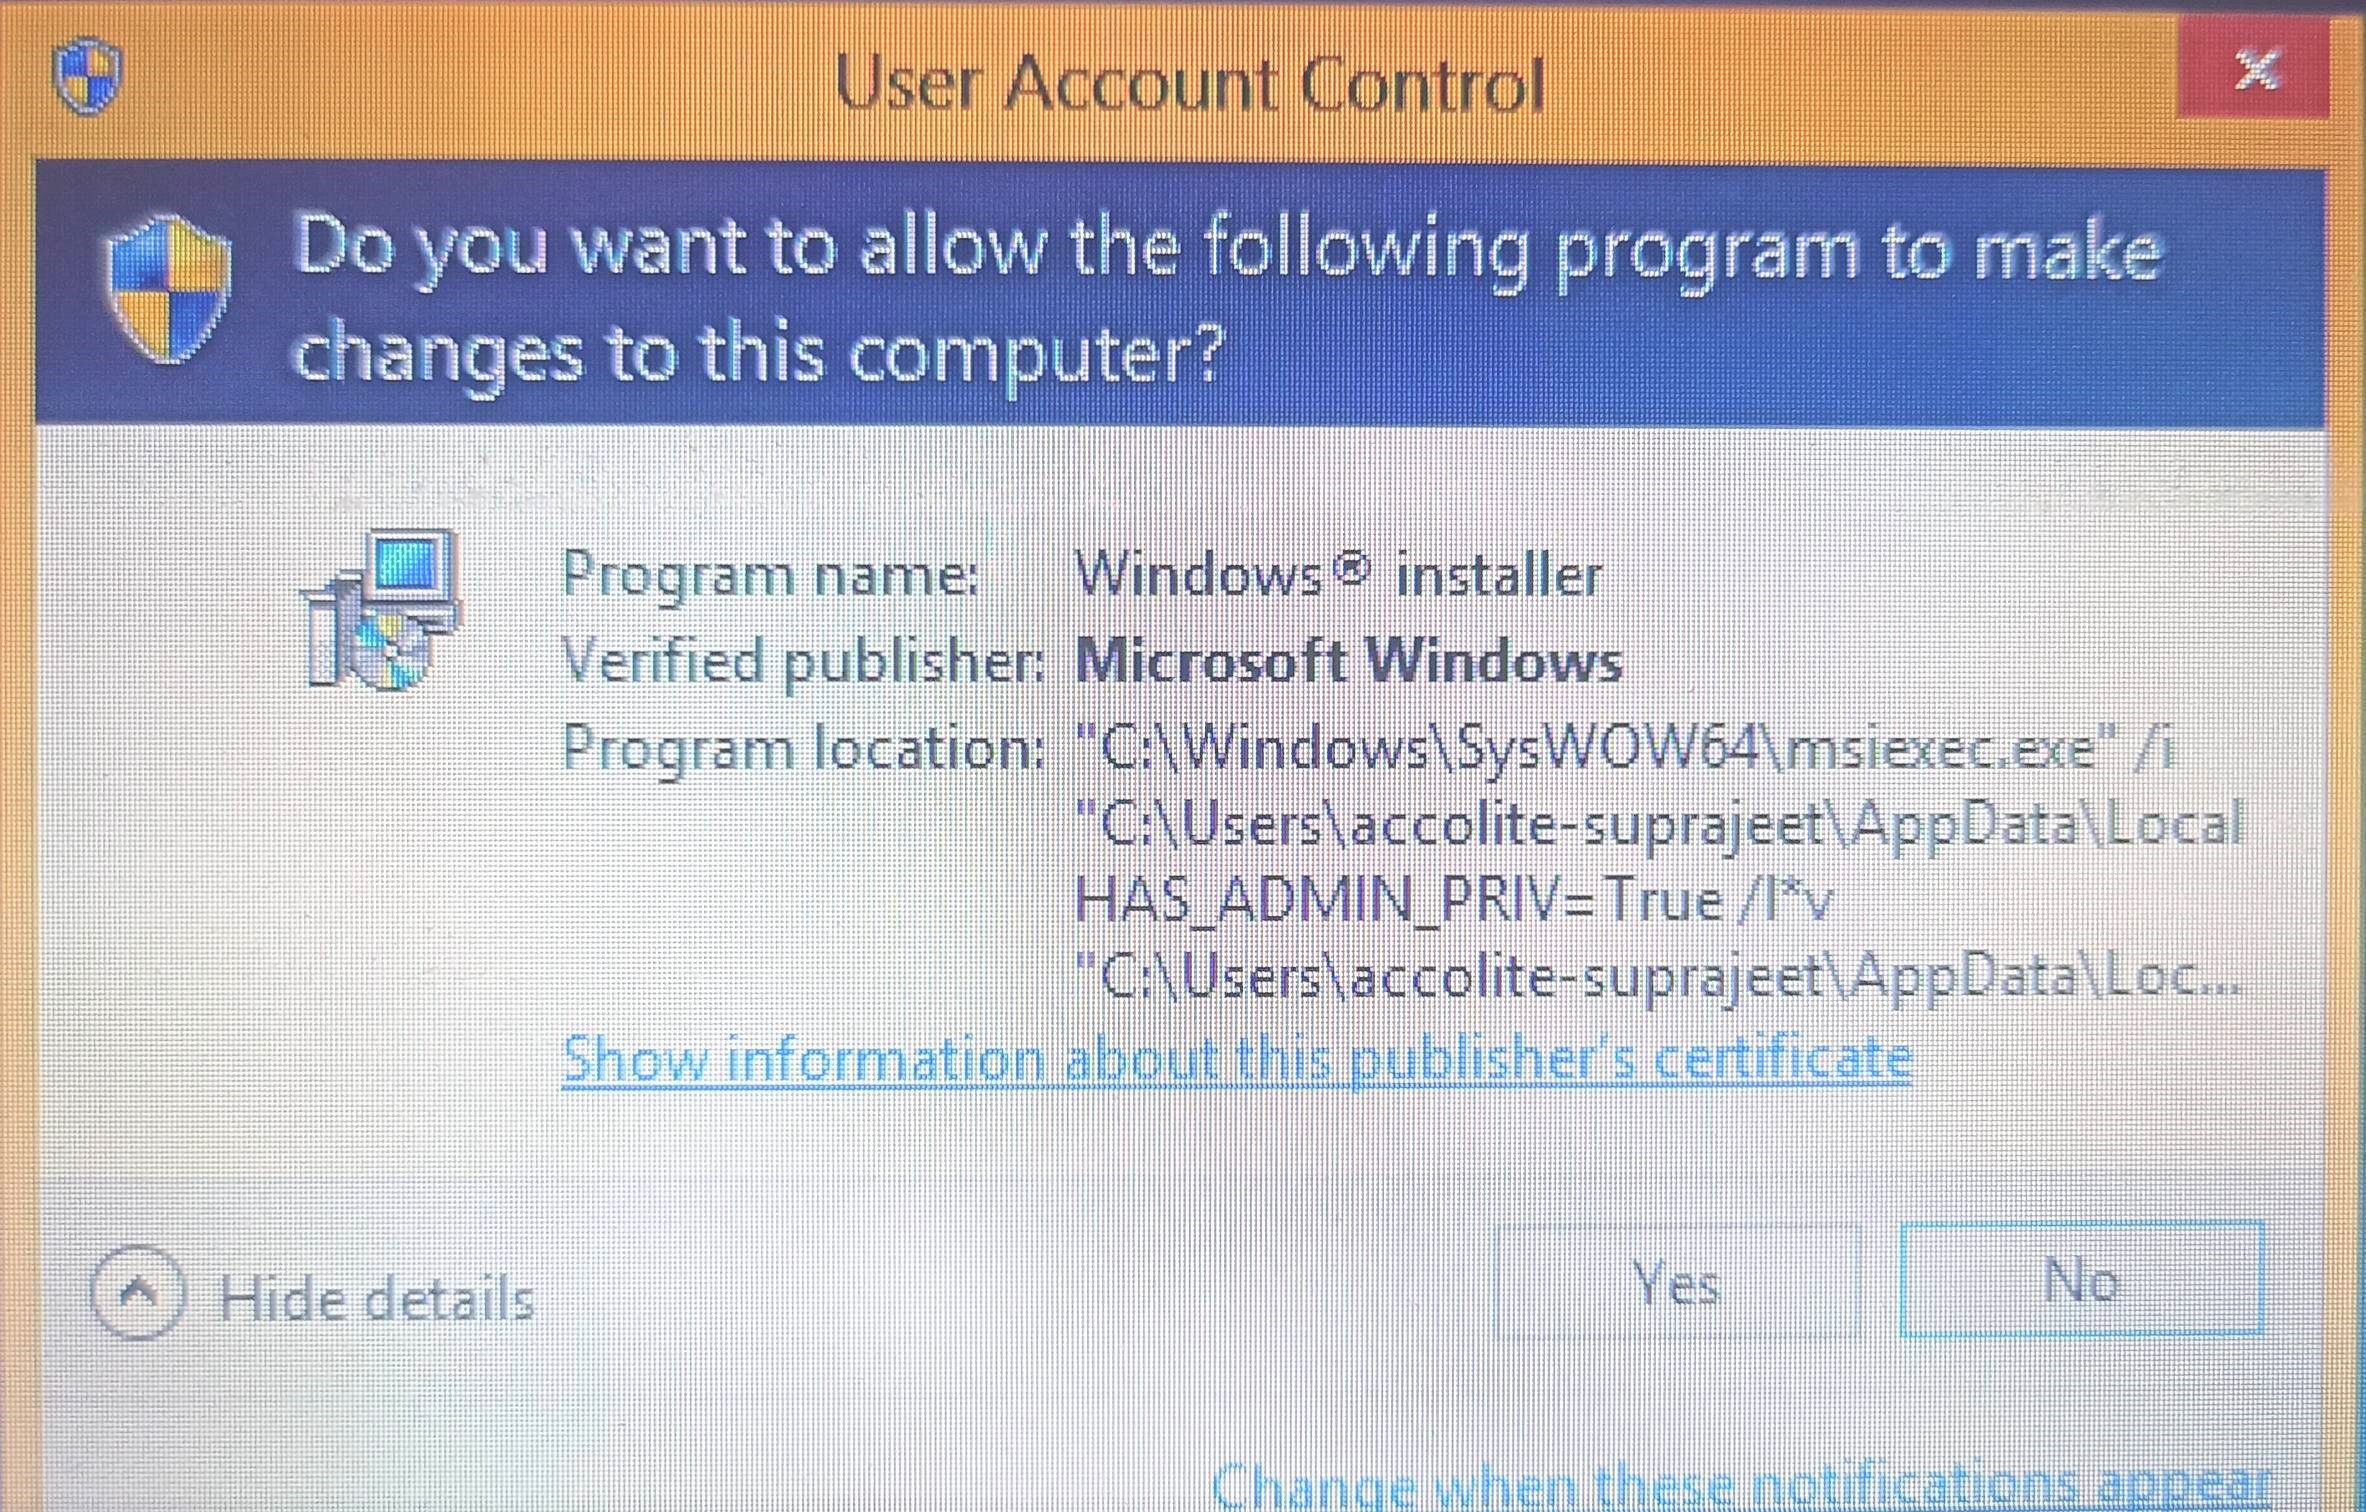 User Account Control
Do you want to allow the following program to make
changes to this computer?
Program name: Windows® installer
Verified publisher: Microsoft Windows
Program location: "C:\Windows\SysWOW64\msiexec.exe" /i
"C:\Users\accolite-suprajeet\AppData\Local
HAS_ADMIN_PRIV=True /l*v
"C:\Users\accolite-suprajeet\AppData\Loc...
Show information about this publisher's certificate
Hide details
Yes
No
Change when these notifications appear